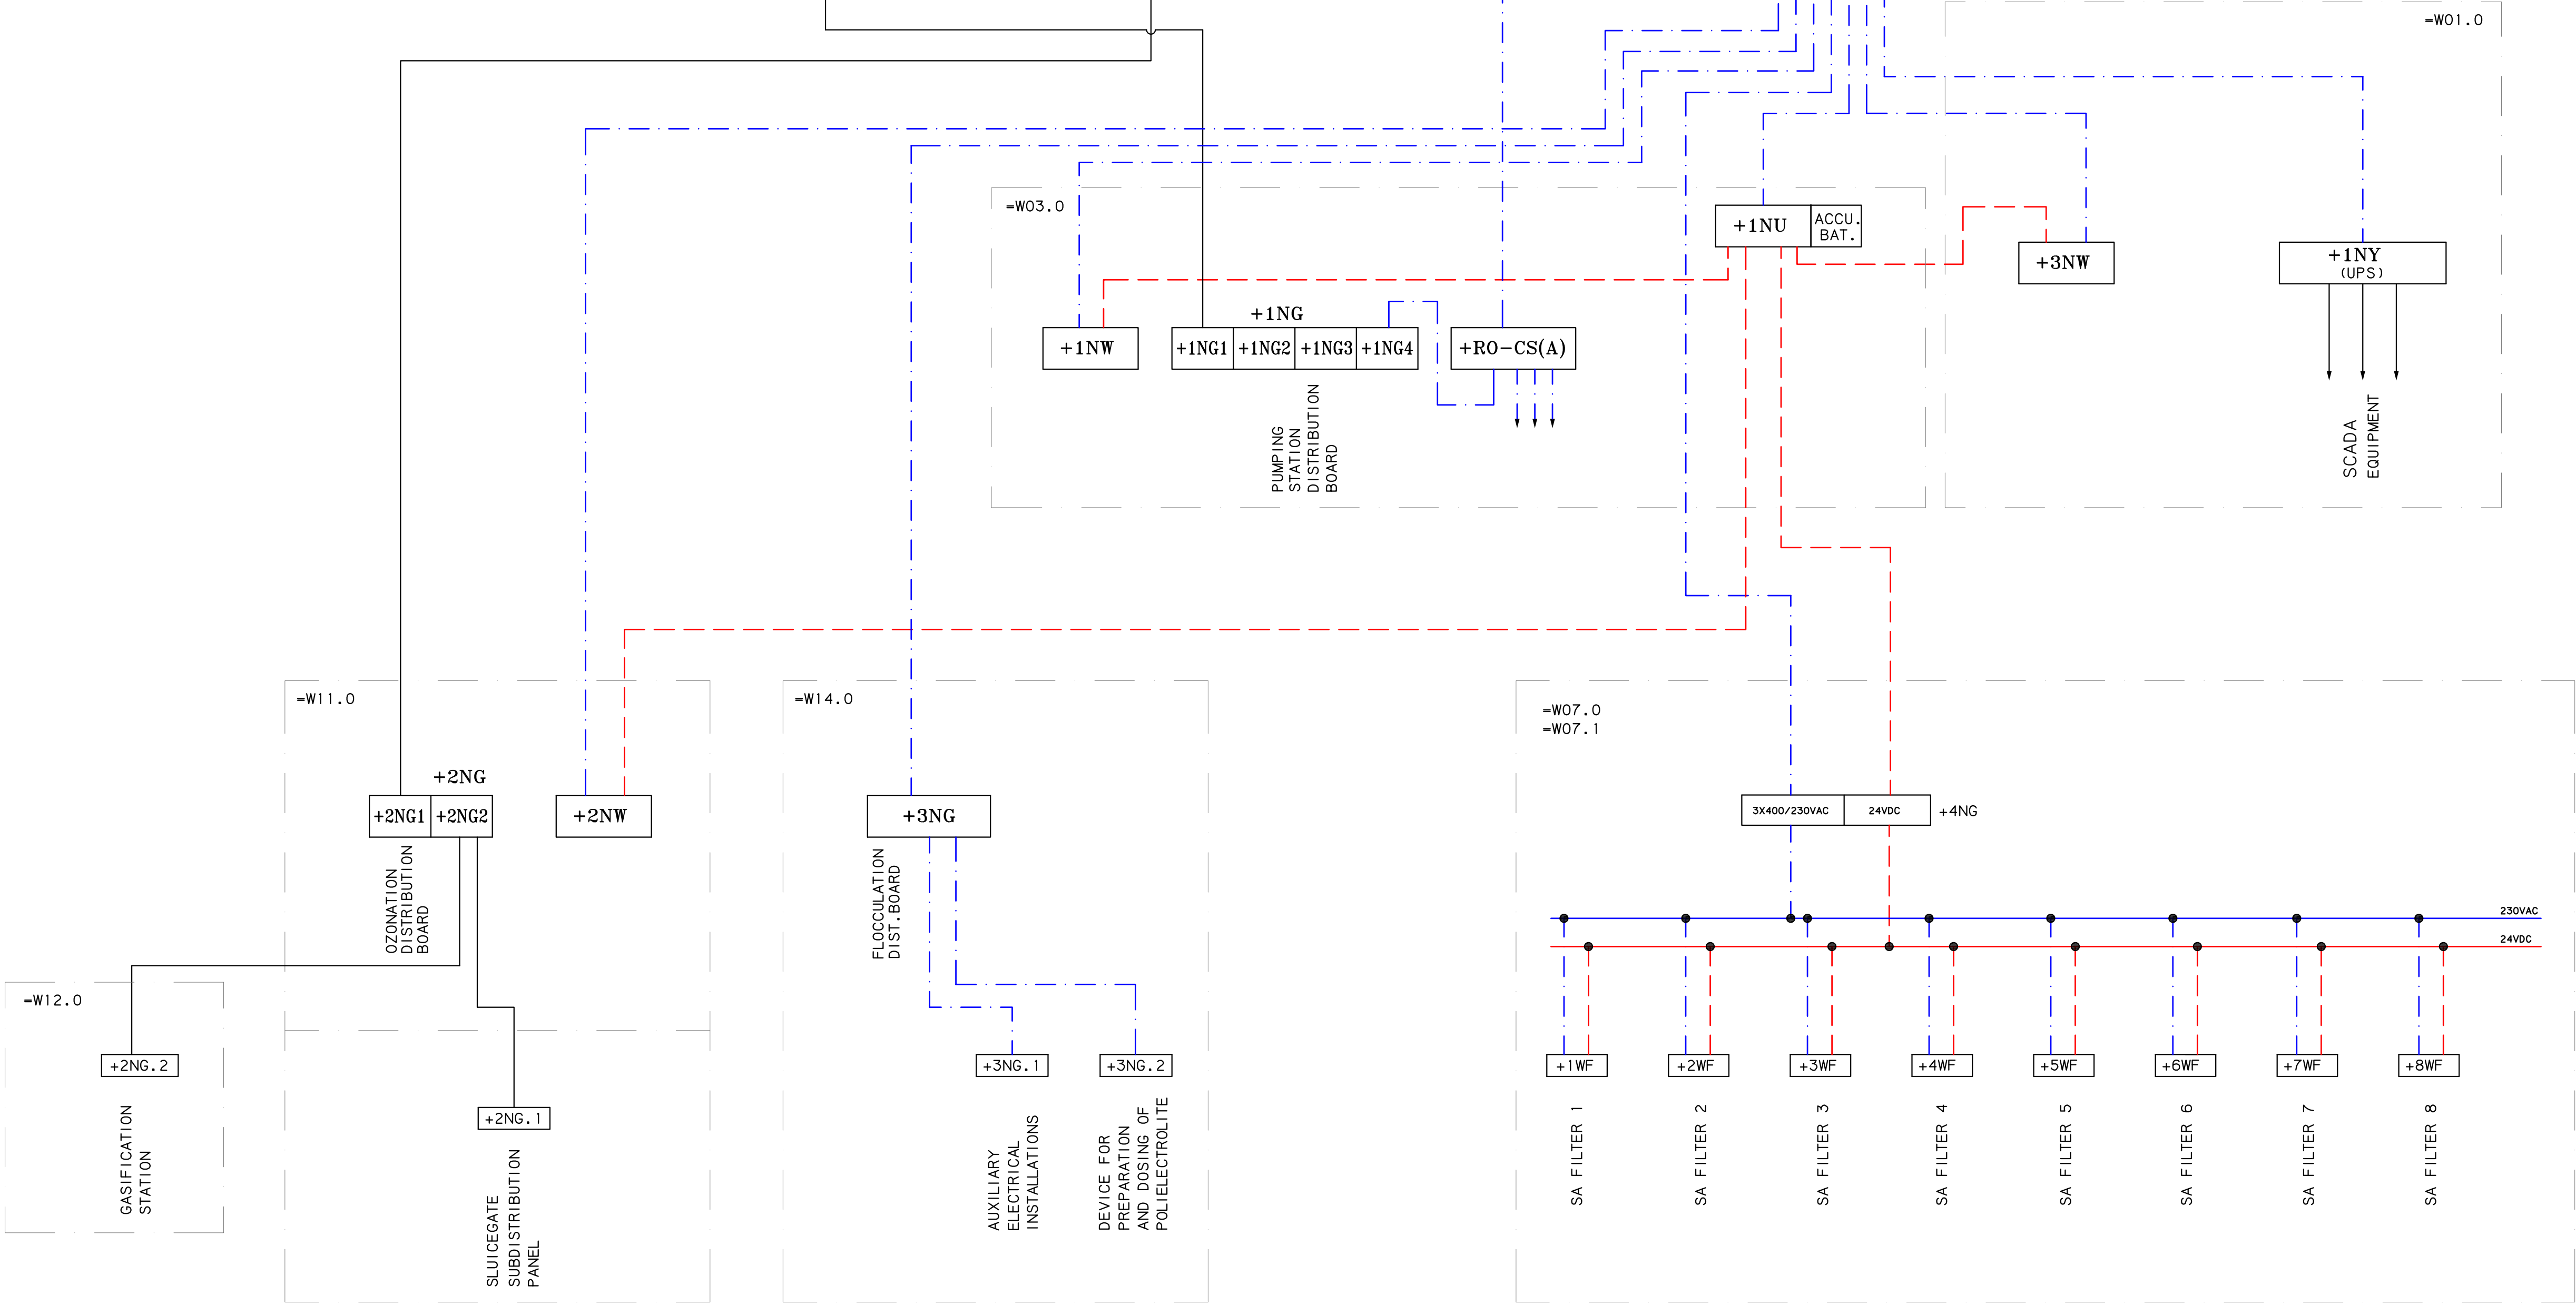 =W01.0
=W03.0
+1NU
ACCU.
BAT.
+3NW
+1NY
(UPS)
+1NG
+1NW
+1NG1
+1NG2
+1NG3
+1NG4
+RO-CS(A)
PUMPING
STATION
DISTRIBUTION
BOARD
SCADA
EQUIPMENT
=W11.0
=W14.0
=W07.0
=W07.1
+2NG
+2NG1
+2NG2
+2NW
+3NG
3X400/230VAC
24VDC
+4NG
OZONATION
DISTRIBUTION
BOARD
FLOCCULATION
DIST.BOARD
230VAC
24VDC
=W12.0
+2NG.2
+3NG.1
+3NG.2
+1WF
+2WF
+3WF
+4WF
+5WF
+6WF
+7WF
+8WF
+2NG.1
GASIFICATION
STATION
SLUICEGATE
SUBDISTRIBUTION
PANEL
AUXILIARY
ELECTRICAL
INSTALLATIONS
DEVICE FOR
PREPARATION
AND DOSING OF
POLIELECTROLITE
SA FILTER 1
SA FILTER 2
SA FILTER 3
SA FILTER 4
SA FILTER 5
SA FILTER 6
SA FILTER 7
SA FILTER 8